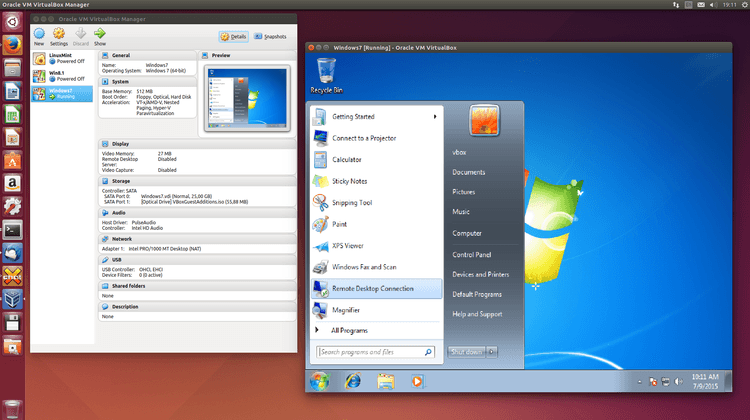 Oracle VM VirtualBox Manager
19:11
Oracle VM VirtualBox Manager
New
Settings
Discard
Show
Details
Snapshots
LinuxMint
Powered Off
Win8.1
Powered Off
Windows7
Running
General
Name: Windows7
Operating System: Windows 7 (64-bit)
System
Base Memory: 512 MB
Boot Order: Floppy, Optical, Hard Disk
Acceleration: VT-x/AMD-V, Nested
Paging, Hyper-V
Paravirtualization
Preview
Display
Video Memory: 27 MB
Remote Desktop Disabled
Server:
Video Capture: Disabled
Storage
Controller: SATA
SATA Port 0: Windows7.vdi (Normal, 25,00 GB)
SATA Port 1: [Optical Drive] VBoxGuestAdditions.iso (55,88 MB)
Audio
Host Driver: PulseAudio
Controller: Intel HD Audio
Network
Adapter 1: Intel PRO/1000 MT Desktop (NAT)
USB
USB Controller: OHCI, EHCI
Device Filters: 0 (0 active)
Shared folders
None
Description
None
Windows7 [Running] - Oracle VM VirtualBox
Recycle Bin
Getting Started
Connect to a Projector
Calculator
Sticky Notes
Snipping Tool
Paint
XPS Viewer
Windows Fax and Scan
Remote Desktop Connection
Magnifier
All Programs
Search programs and files
vbox
Documents
Pictures
Music
Computer
Control Panel
Devices and Printers
Default Programs
Help and Support
Shut down
10:11 AM
7/9/2015